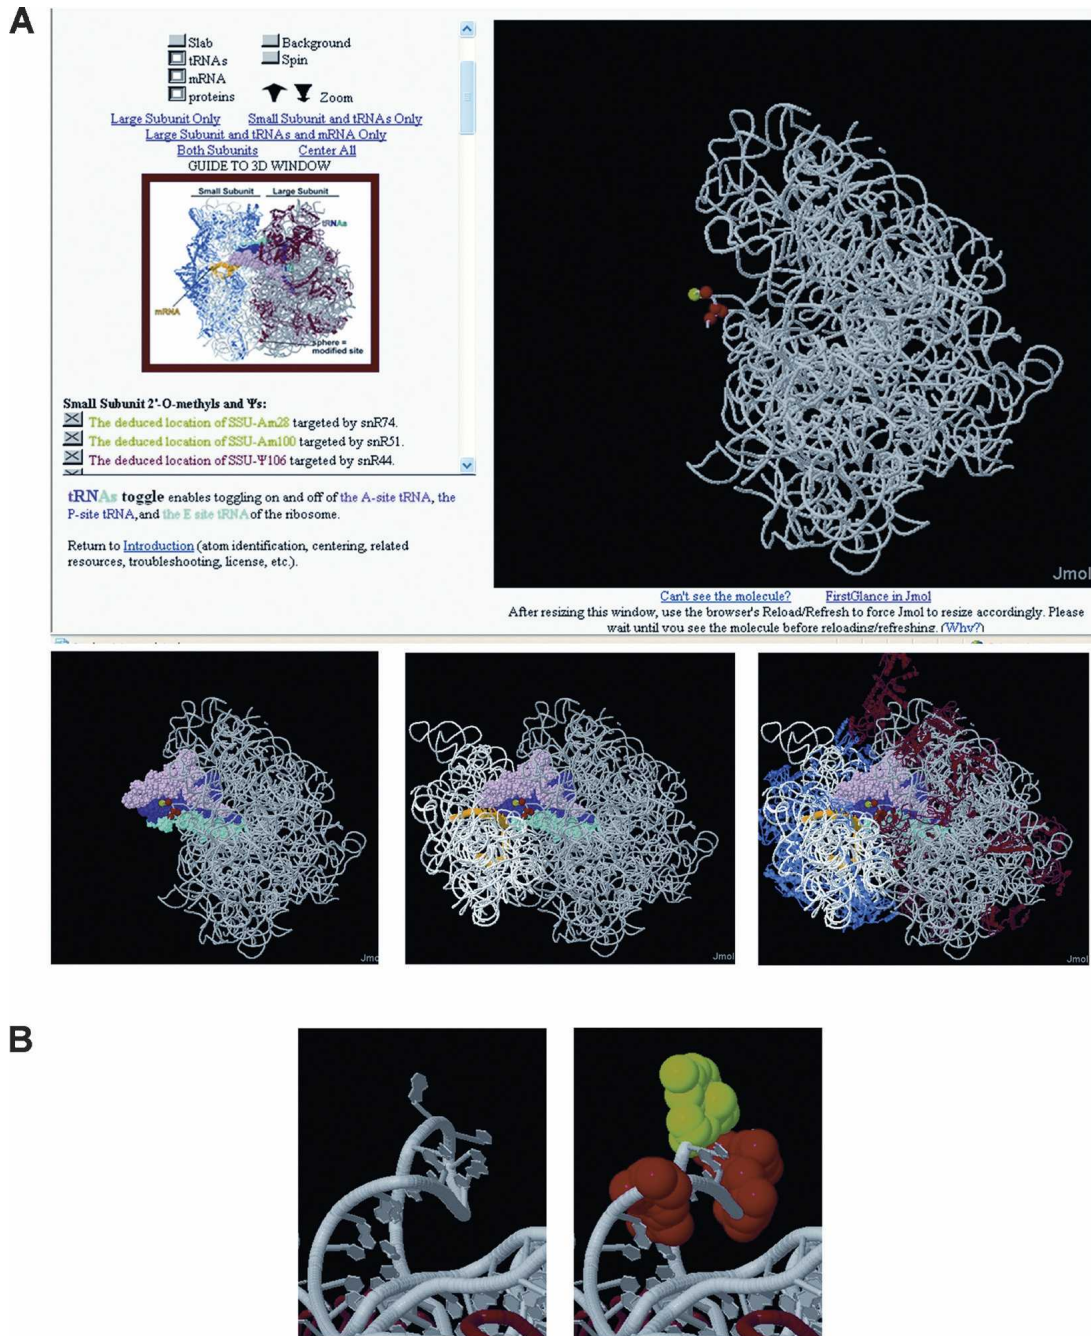 A
Slab
Background
tRNAs
Spin
mRNA
proteins
Zoom
Large Subunit Only Small Subunit and tRNAs Only
Large Subunit and tRNAs and mRNA Only
Both Subunits Center All
GUIDE TO 3D WINDOW
Small Subunit Large Subunit
tRNAs
mRNA
sphere =
modified site
Small Subunit 2'-O-methyls and Ψs:
The deduced location of SSU-Am28 targeted by snR74.
The deduced location of SSU-Am100 targeted by snR51.
The deduced location of SSU-Ψ106 targeted by snR44.
tRNAs toggle enables toggling on and off of the A-site tRNA, the
P-site tRNA,and the E site tRNA of the ribosome.
Return to Introduction (atom identification, centering, related
resources, troubleshooting, license, etc.).
Jmol
Can't see the molecule? FirstGlance in Jmol
After resizing this window, use the browser's Reload/Refresh to force Jmol to resize accordingly. Please
wait until you see the molecule before reloading/refreshing. (Why?)
Jmo
Jmol
Jmol
B